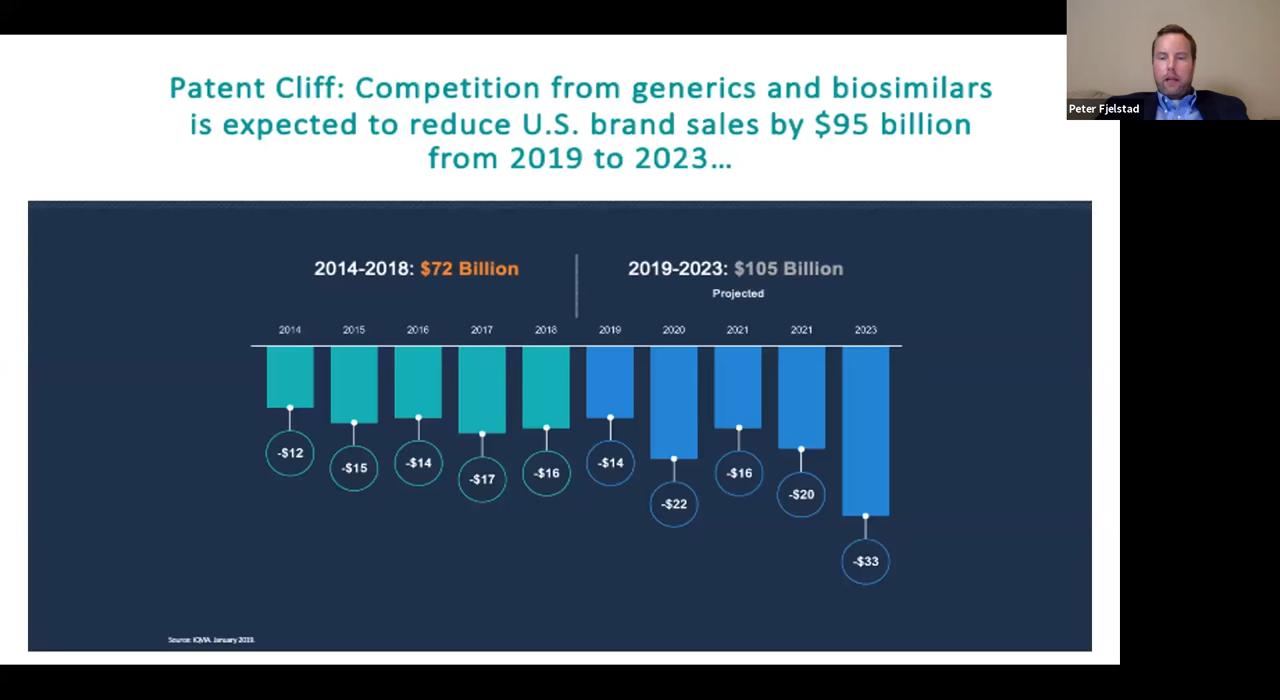 Patent Cliff: Competition from generics and biosimilars
is expected to reduce U.S. brand sales by $95 billion
from 2019 to 2023…
Peter Fjelstad
2014-2018: $72 Billion
2019-2023: $105 Billion
Projected
2014 2015 2016 2017 2018 2019 2020 2021 2021 2023
-$12 -$15 -$14 -$17 -$16 -$14 -$22 -$16 -$20 -$33
Source: IQVIA. January 2019.